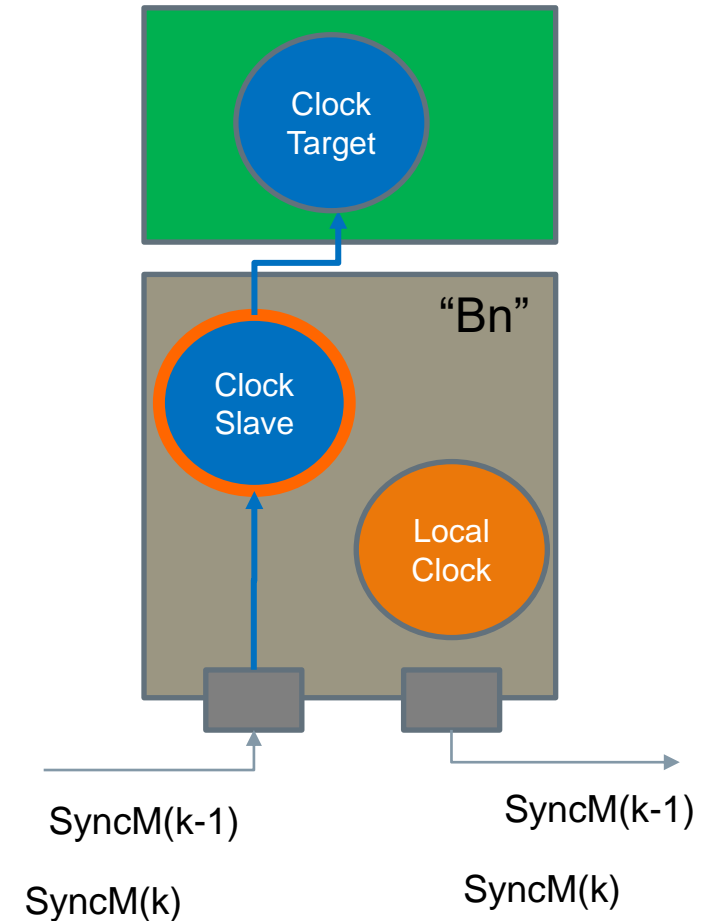 Clock
Target
“Bn”
Clock
Slave
Local
Clock
SyncM(k-1)
SyncM(k-1)
SyncM(k)
SyncM(k)